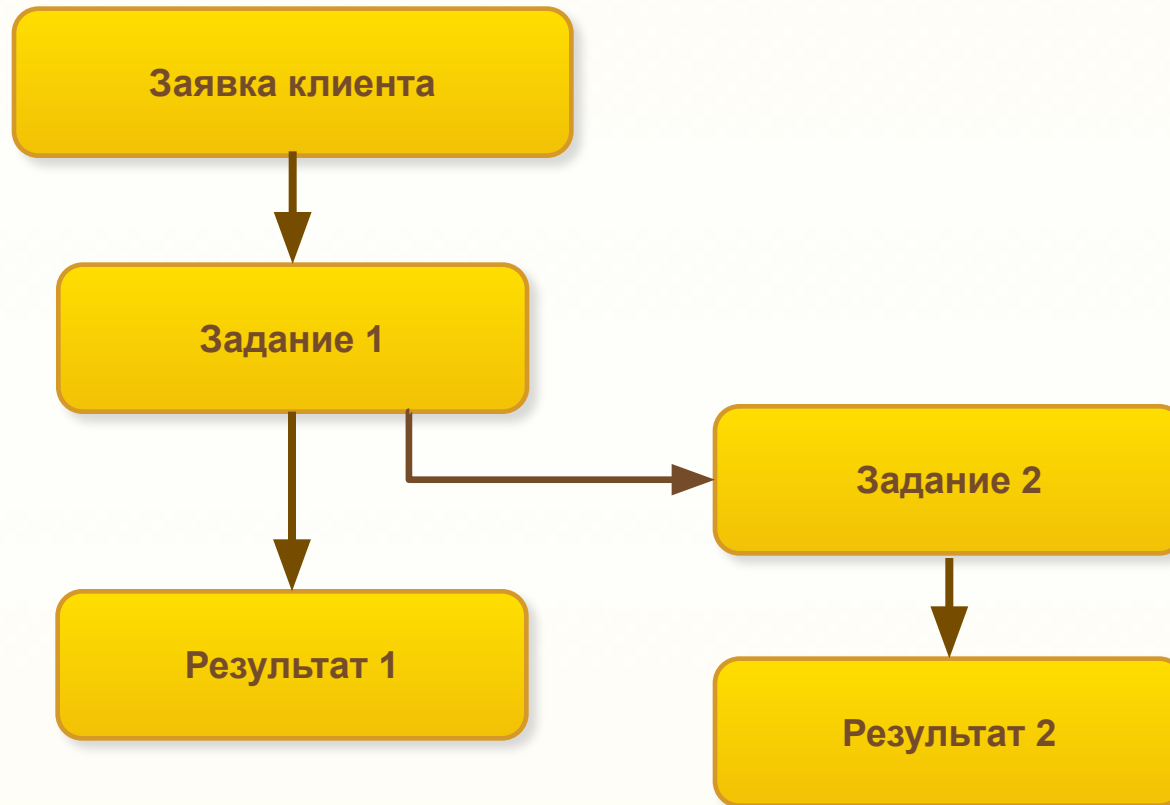 Заявка клиента
Задание 1
Задание 2
Результат 1
Результат 2